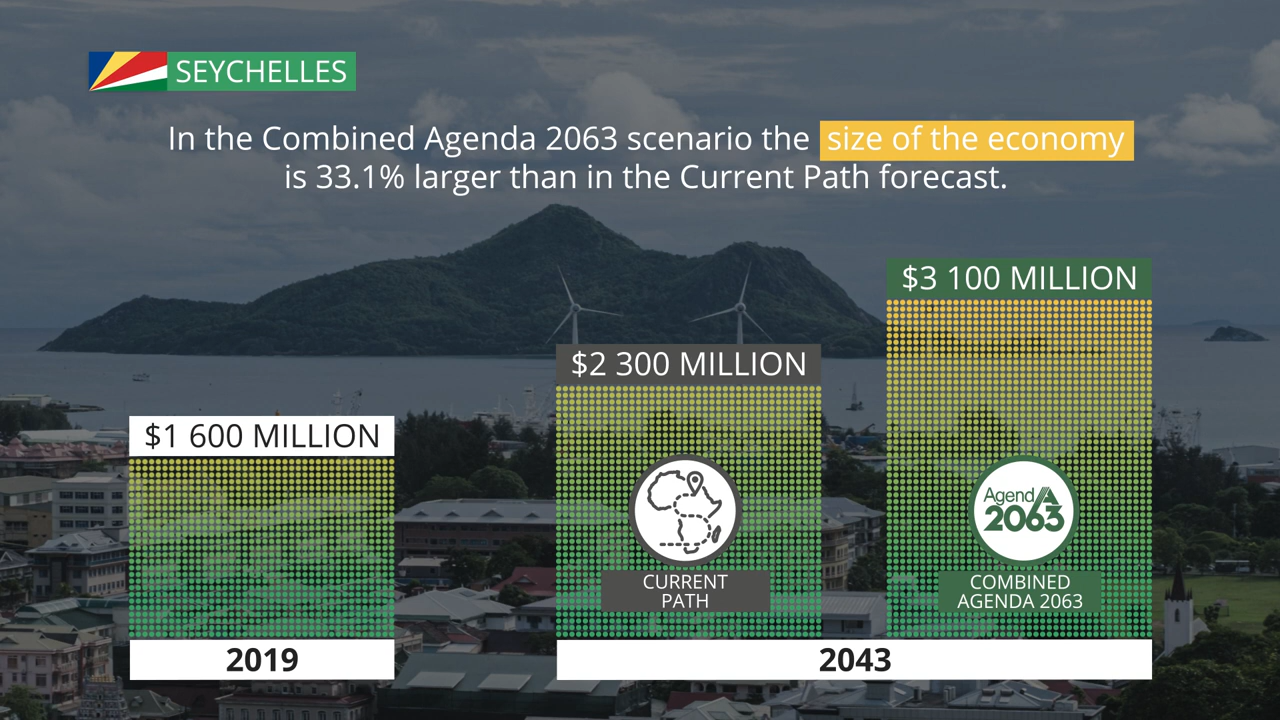 SEYCHELLES
In the Combined Agenda 2063 scenario the size of the economy
is 33.1% larger than in the Current Path forecast.
$1 600 MILLION
2019
$2 300 MILLION
CURRENT
PATH
$3 100 MILLION
Agenda
2063
COMBINED
AGENDA 2063
2043